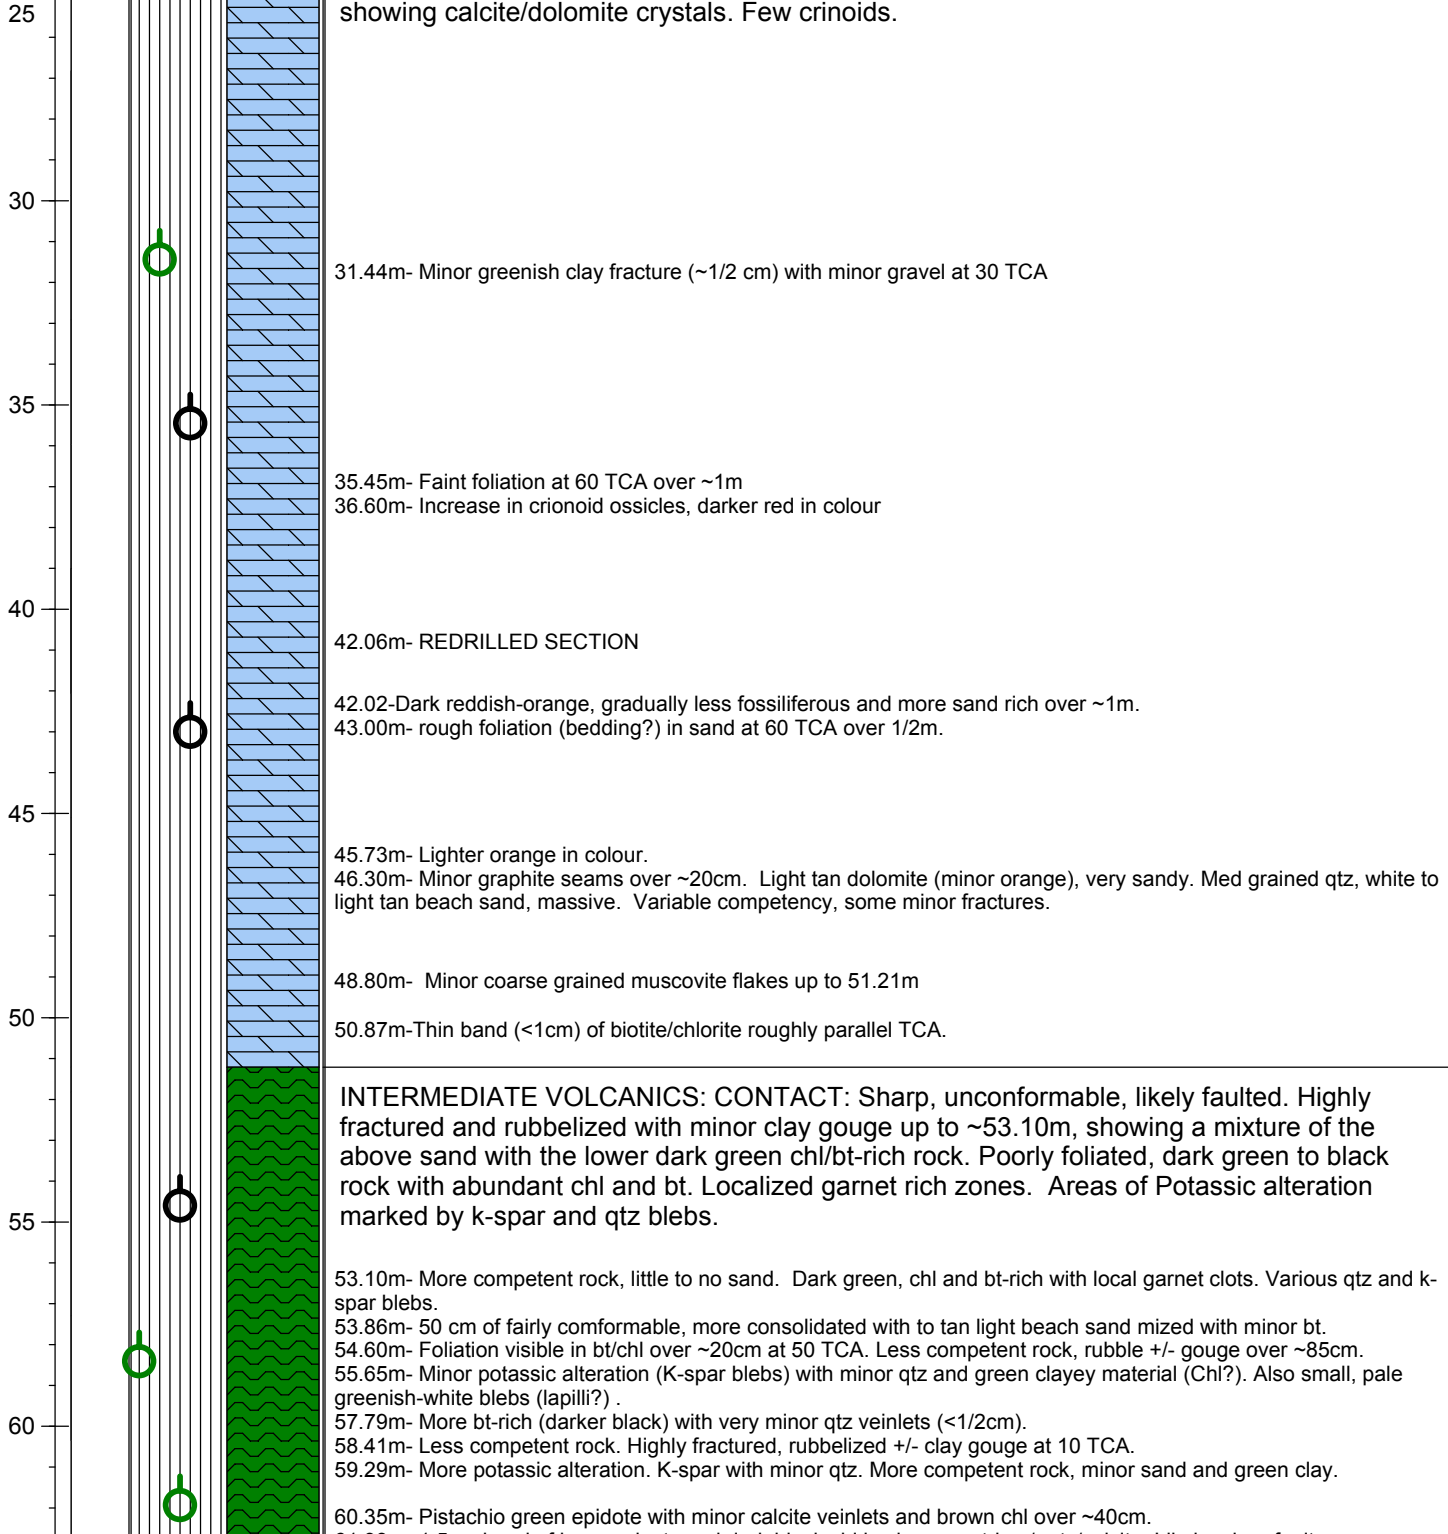 showing calcite/dolomite crystals. Few crinoids.
25
30
31.44m- Minor greenish clay fracture (~1/2 cm) with minor gravel at 30 TCA
35
35.45m- Faint foliation at 60 TCA over ~1m
36.60m- Increase in crionoid ossicles, darker red in colour
40
42.06m- REDRILLED SECTION
42.02-Dark reddish-orange, gradually less fossiliferous and more sand rich over ~1m.
43.00m- rough foliation (bedding?) in sand at 60 TCA over 1/2m.
45
45.73m- Lighter orange in colour.
46.30m- Minor graphite seams over ~20cm.  Light tan dolomite (minor orange), very sandy. Med grained qtz, white to
light tan beach sand, massive.  Variable competency, some minor fractures.
48.80m-  Minor coarse grained muscovite flakes up to 51.21m
50
50.87m-Thin band (<1cm) of biotite/chlorite roughly parallel TCA.
INTERMEDIATE VOLCANICS: CONTACT: Sharp, unconformable, likely faulted. Highly
fractured and rubbelized with minor clay gouge up to ~53.10m, showing a mixture of the
above sand with the lower dark green chl/bt-rich rock. Poorly foliated, dark green to black
rock with abundant chl and bt. Localized garnet rich zones.  Areas of Potassic alteration
marked by k-spar and qtz blebs.
55
53.10m- More competent rock, little to no sand.  Dark green, chl and bt-rich with local garnet clots. Various qtz and k-
spar blebs.
53.86m- 50 cm of fairly comformable, more consolidated with to tan light beach sand mized with minor bt.
54.60m- Foliation visible in bt/chl over ~20cm at 50 TCA. Less competent rock, rubble +/- gouge over ~85cm.
55.65m- Minor potassic alteration (K-spar blebs) with minor qtz and green clayey material (Chl?). Also small, pale
greenish-white blebs (lapilli?) .
57.79m- More bt-rich (darker black) with very minor qtz veinlets (<1/2cm).
60
58.41m- Less competent rock. Highly fractured, rubbelized +/- clay gouge at 10 TCA.
59.29m- More potassic alteration. K-spar with minor qtz. More competent rock, minor sand and green clay.
60.35m- Pistachio green epidote with minor calcite veinlets and brown chl over ~40cm.